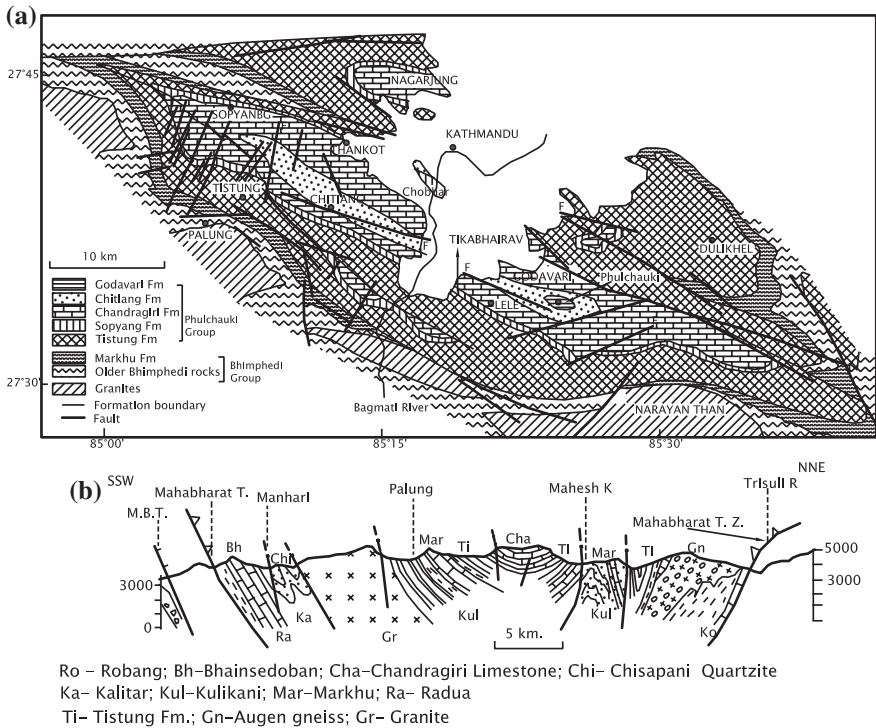 (a)
27°45
27°30
85°00'
85°15'
85°30'
NAGARJUNG
SOPYANBG
F
THANKOT
KATHMANDU
Chobhar
TISTUNG
CHITIANG
PALUNG
F
TIKABHAIRAV
F
F
GODAVARI
Phulchauki
DULIKHEL
LELE
F
NARAYAN THAN
Bagmati River
10 km
Godavari Fm
Chitlang Fm
Chandragiri Fm
Sopyang Fm
Tistung Fm
Phulchauki
Group
Markhu Fm
Older Bhimphedi rocks
Bhimphedi
Group
Granites
Formation boundary
Fault
(b)
SSW
NNE
M.B.T.
Mahabharat T.
Manhari
Palung
Mahesh K
Trisuli R
Mahabharat T. Z.
Bh
Chi
Mar
Ti
Cha
TI
Mar
TI
Gn
Ra
Ka
Gr
Kul
Kul
Ko
3000
0
5000
3000
5 km.
Ro – Robang; Bh–Bhainsedoban; Cha–Chandragiri Limestone; Chi– Chisapani Quartzite
Ka– Kalitar; Kul–Kulikani; Mar–Markhu; Ra– Radua
Ti– Tistung Fm.; Gn–Augen gneiss; Gr– Granite